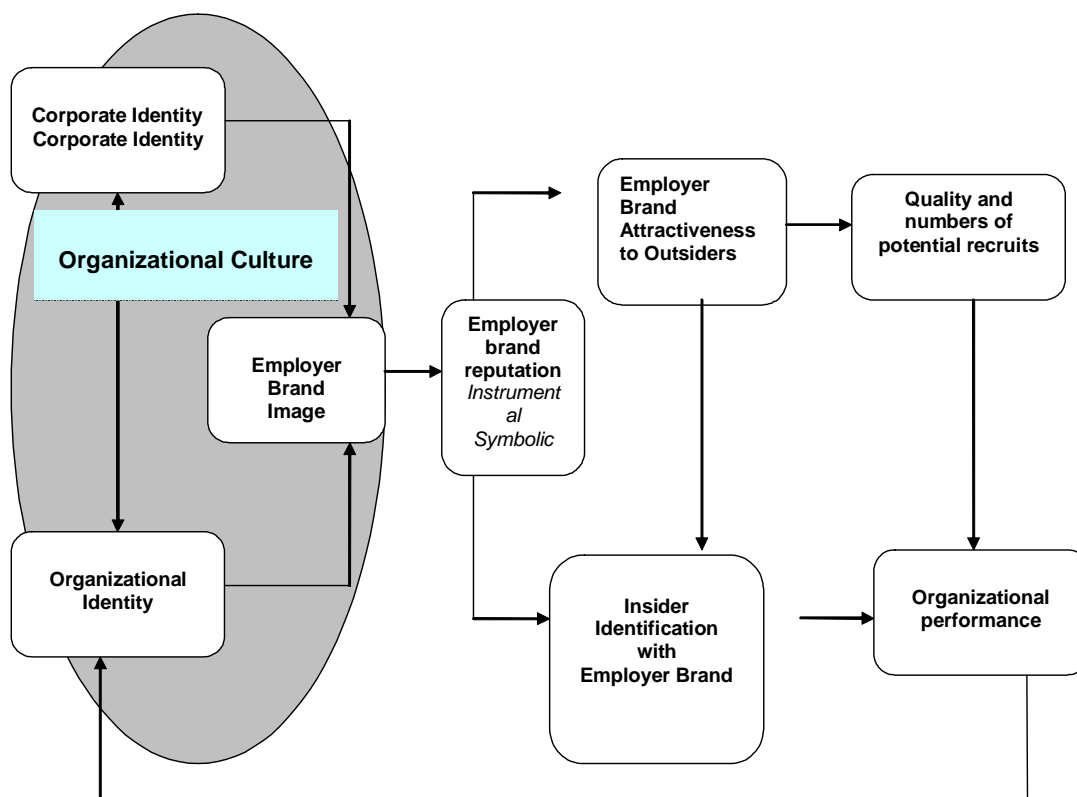 Corporate Identity
Corporate Identity
Organizational Culture
Employer
Brand
Image
Organizational
Identity
Employer
brand
reputation
Instrument
al
Symbolic
Employer
Brand
Attractiveness
to Outsiders
Quality and
numbers of
potential recruits
Insider
Identification
with
Employer Brand
Organizational
performance